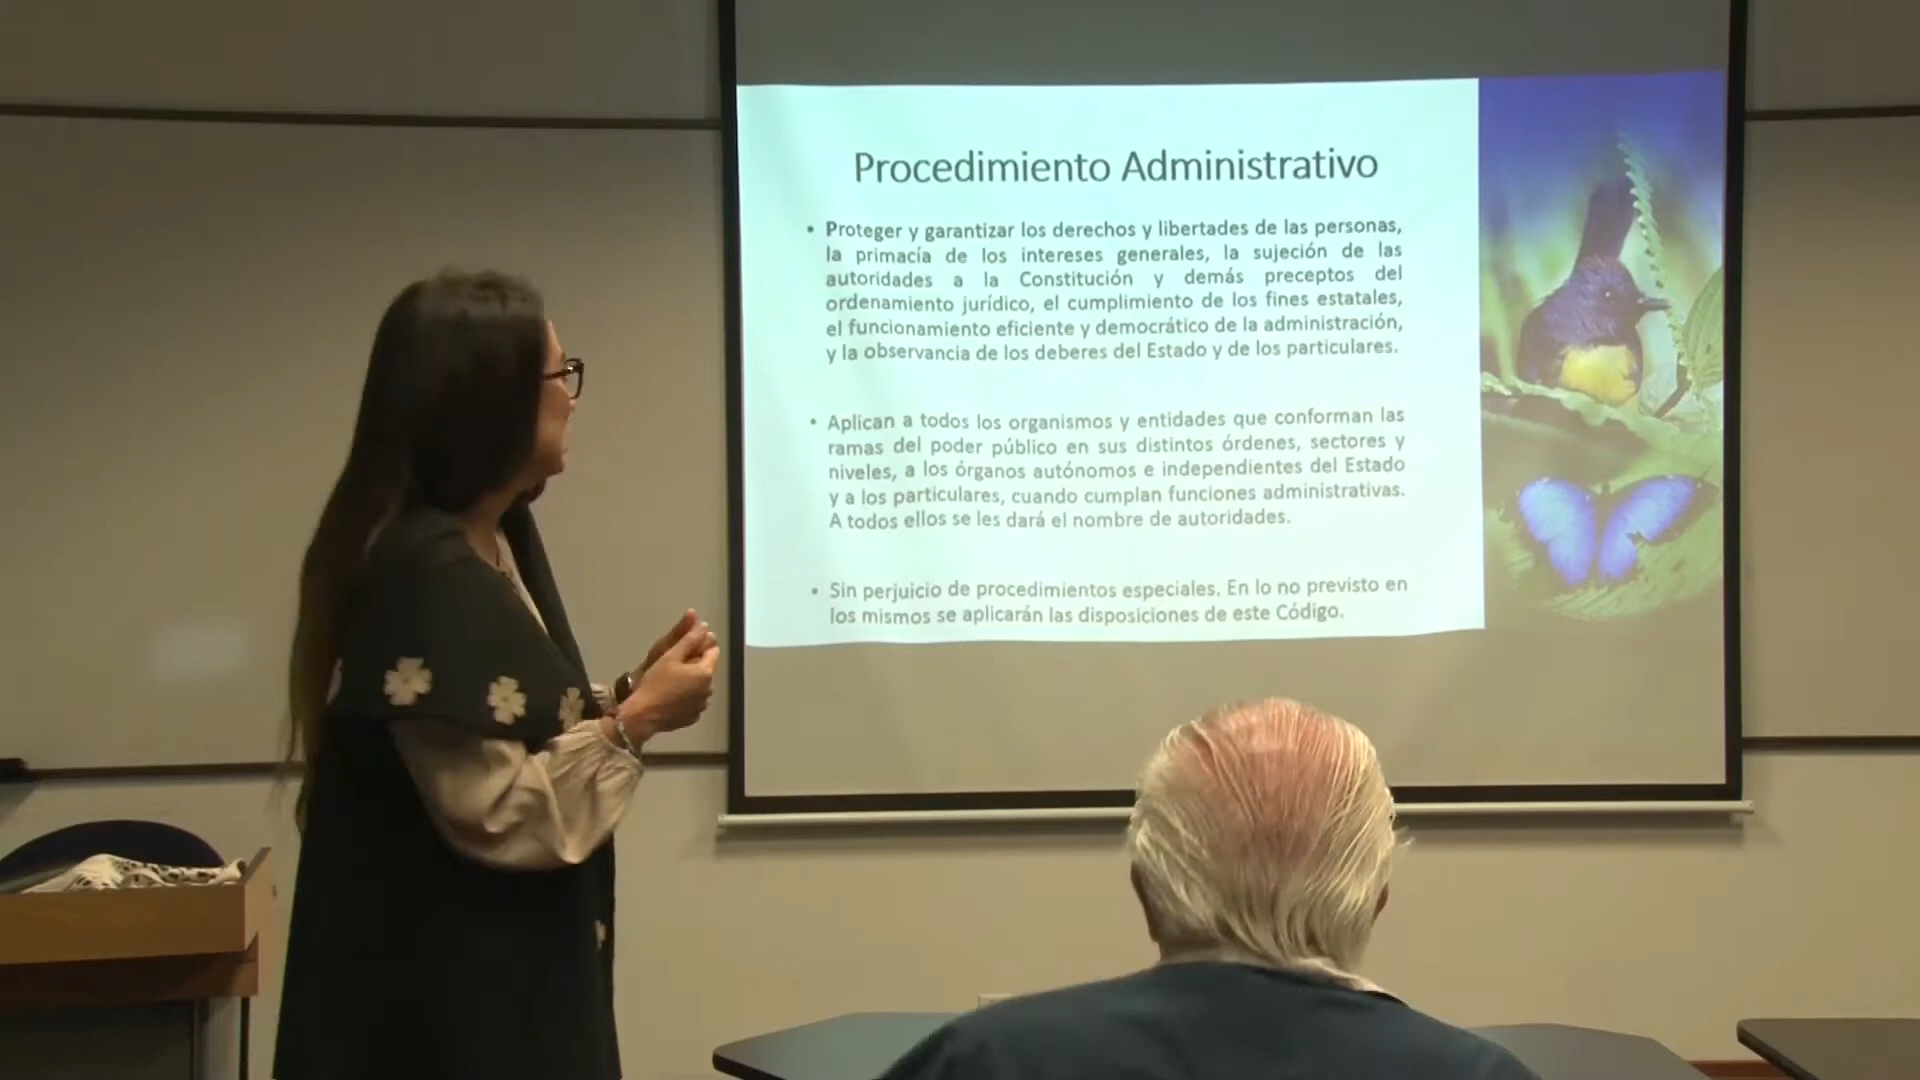 Procedimiento Administrativo
• Proteger y garantizar los derechos y libertades de las personas,
la primacía de los intereses generales, la sujeción de las
autoridades a la Constitución y demás preceptos del
ordenamiento jurídico, el cumplimiento de los fines estatales,
el funcionamiento eficiente y democrático de la administración,
y la observancia de los deberes del Estado y de los particulares.
• Aplican a todos los organismos y entidades que conforman las
ramas del poder público en sus distintos órdenes, sectores y
niveles, a los órganos autónomos e independientes del Estado
y a los particulares, cuando cumplan funciones administrativas.
A todos ellos se les dará el nombre de autoridades.
• Sin perjuicio de procedimientos especiales. En lo no previsto en
los mismos se aplicarán las disposiciones de este Código.